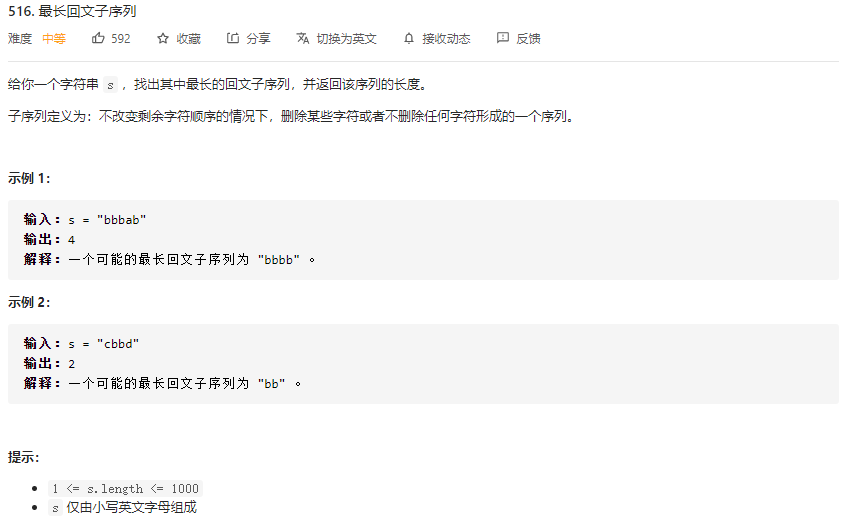 516. 最长回文子序列
难度 中等 592 收藏 分享 切换为英文 接收动态 反馈
给你一个字符串 s ，找出其中最长的回文子序列，并返回该序列的长度。
子序列定义为：不改变剩余字符顺序的情况下，删除某些字符或者不删除任何字符形成的一个序列。
示例 1：
输入：s = "bbbab"
输出：4
解释：一个可能的最长回文子序列为 "bbbb" 。
示例 2：
输入：s = "cbbd"
输出：2
解释：一个可能的最长回文子序列为 "bb" 。
提示：
• 1 <= s.length <= 1000
• s 仅由小写英文字母组成